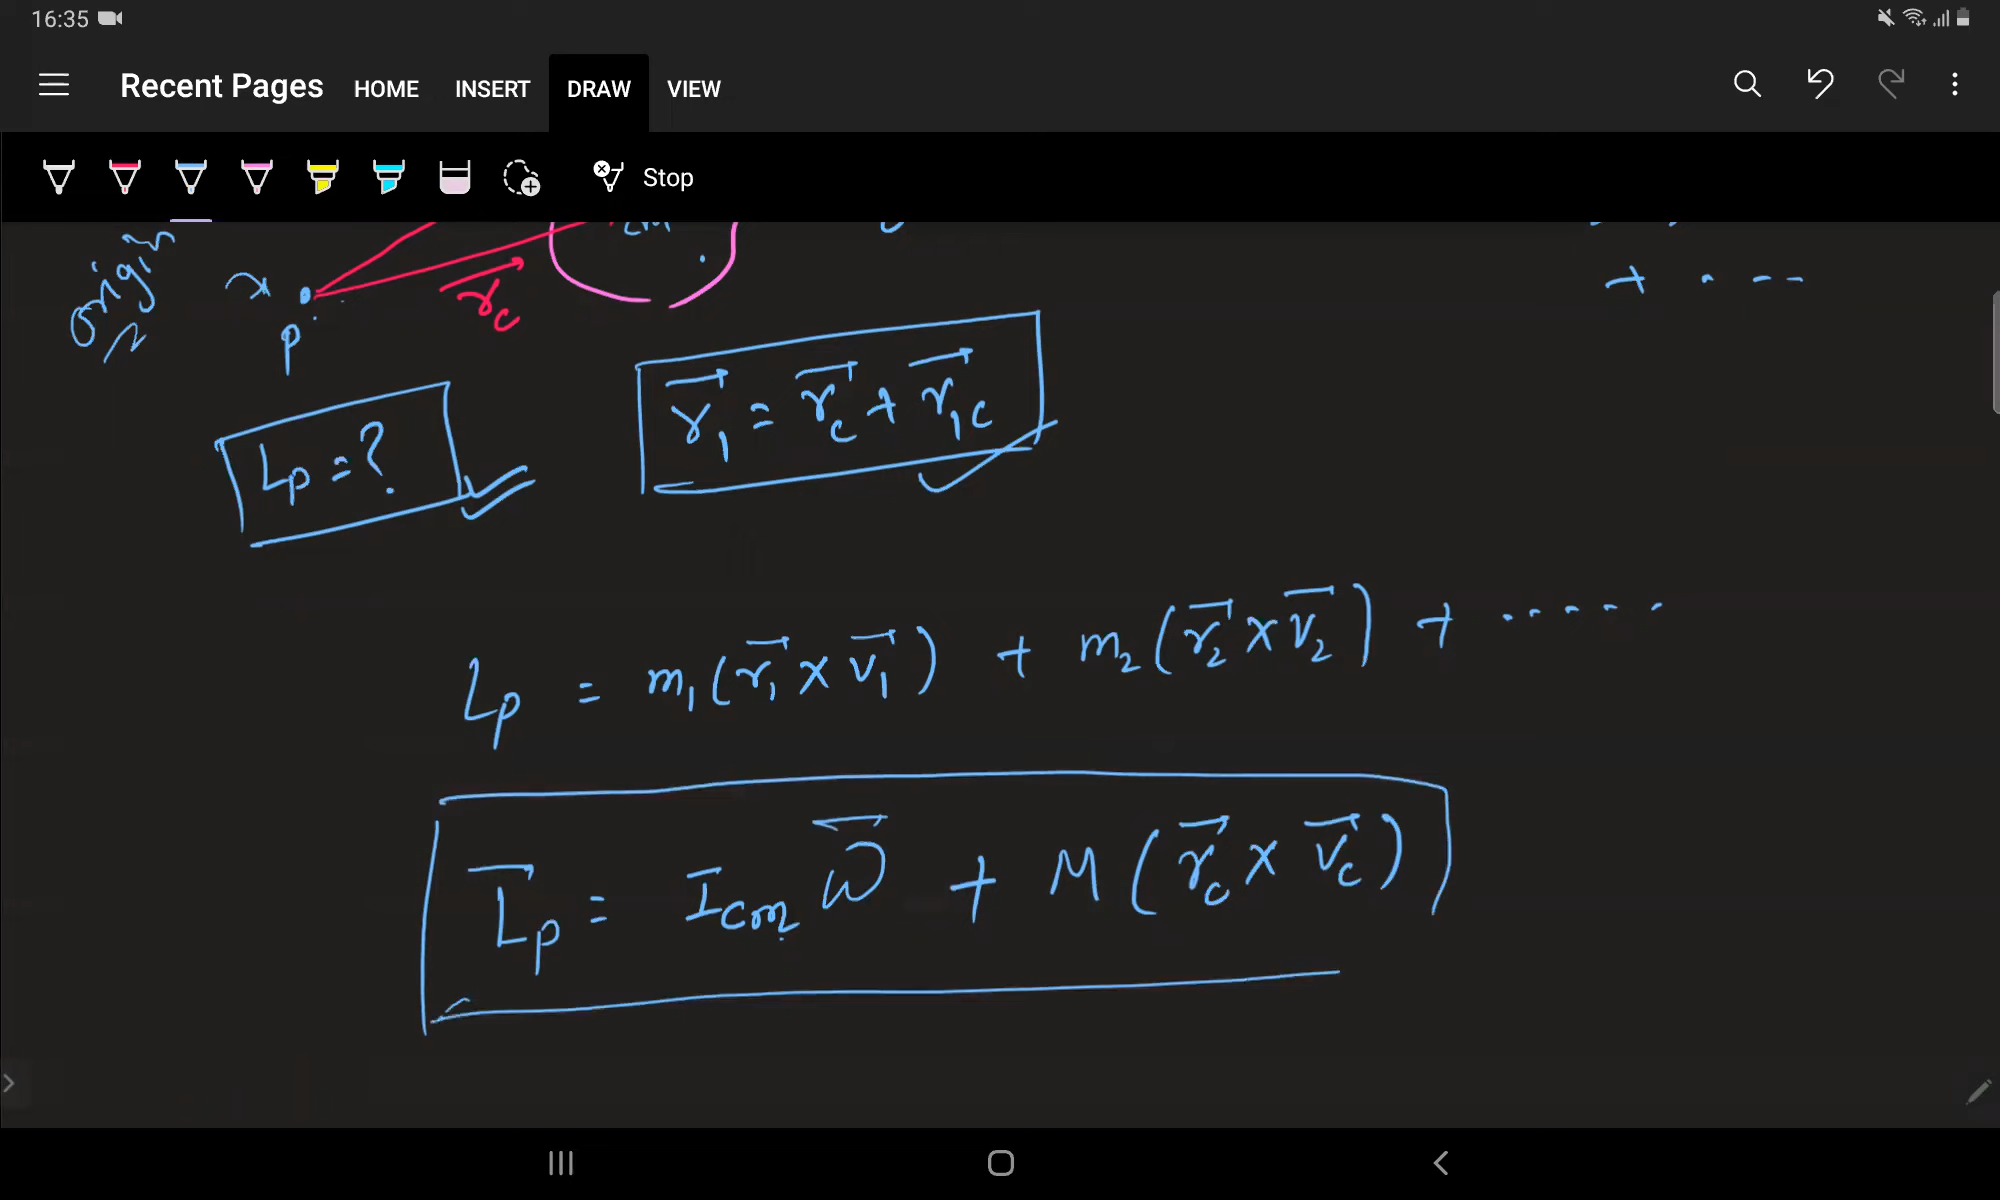 16:35
Recent Pages HOME INSERT DRAW VIEW
Stop
origin
cm
P
r⃗c
+ · - -
Lp = ?
r⃗₁ = r⃗c + r⃗₁c
Lp = m₁(r⃗₁ × v⃗₁) + m₂(r⃗₂ × v⃗₂) + ......
L⃗p = Icm ω⃗ + M(r⃗c × v⃗c)